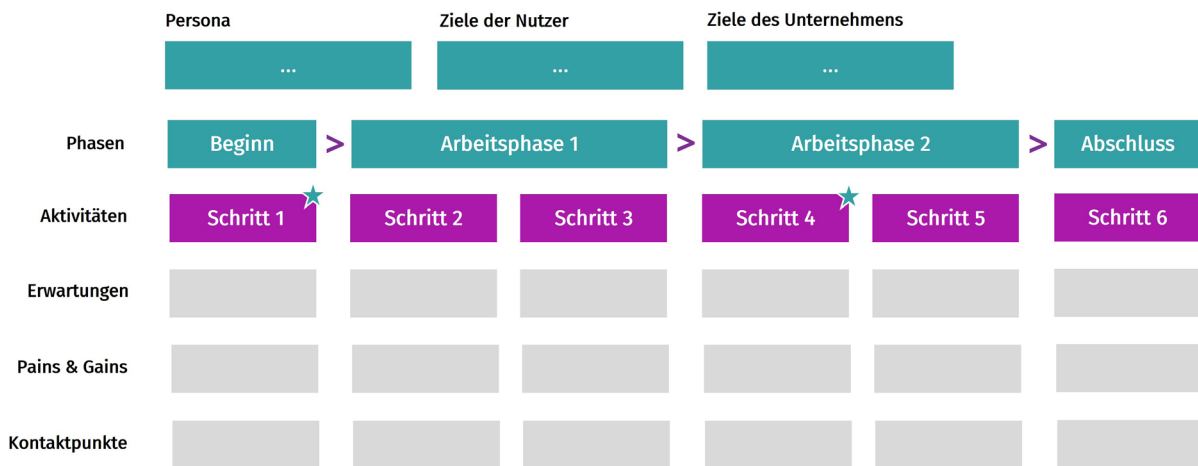 Persona Ziele der Nutzer Ziele des Unternehmens
... ... ...
Phasen Beginn > Arbeitsphase 1 > Arbeitsphase 2 > Abschluss
Aktivitäten Schritt 1 Schritt 2 Schritt 3 Schritt 4 Schritt 5 Schritt 6
Erwartungen
Pains & Gains
Kontaktpunkte